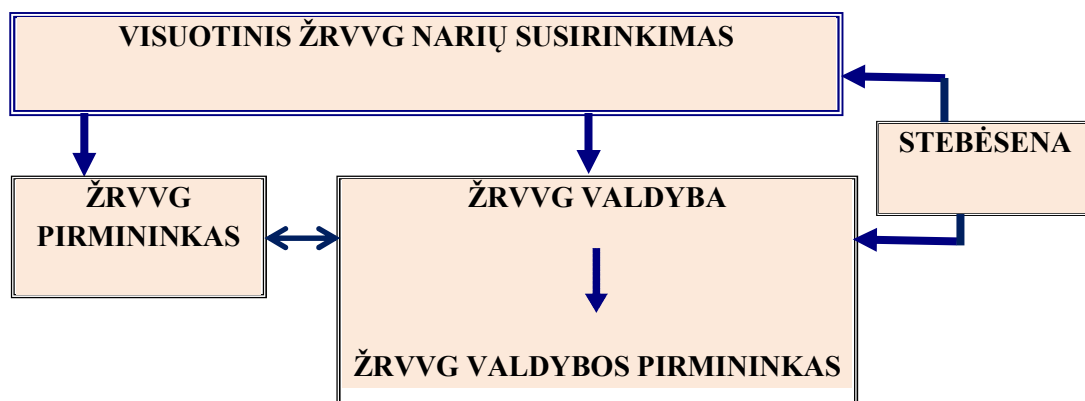 VISUOTINIS ŽRVVG NARIŲ SUSIRINKIMAS
STEBĖSENA
ŽRVVG
PIRMININKAS
ŽRVVG VALDYBA
ŽRVVG VALDYBOS PIRMININKAS